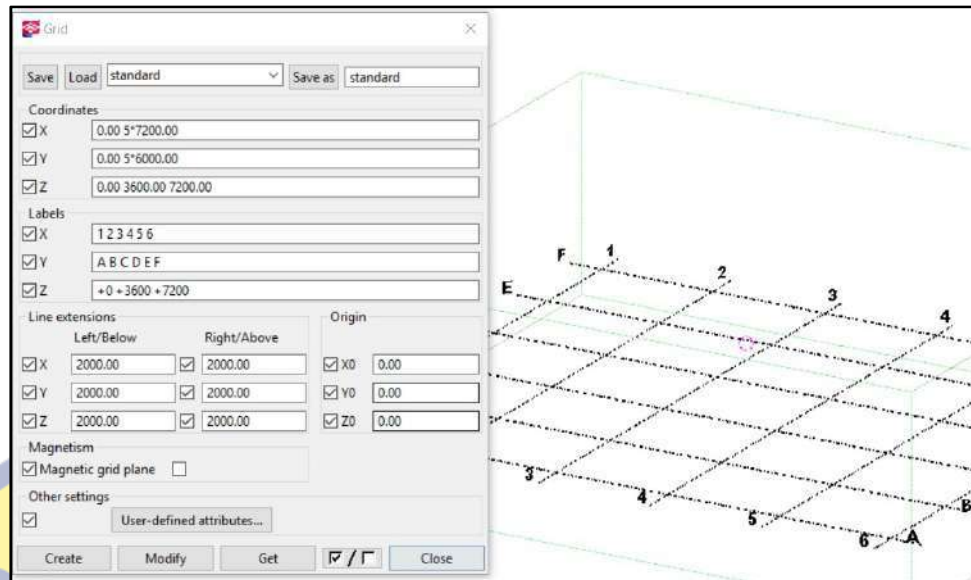 Grid
Save Load standard Save as standard
Coordinates
X 0.00 5*7200.00
Y 0.00 5*6000.00
Z 0.00 3600.00 7200.00
Labels
X 1 2 3 4 5 6
Y A B C D E F
Z +0 +3600 +7200
Line extensions Origin
Left/Below Right/Above
X 2000.00 2000.00 X0 0.00
Y 2000.00 2000.00 Y0 0.00
Z 2000.00 2000.00 Z0 0.00
Magnetism
Magnetic grid plane
Other settings
User-defined attributes...
Create Modify Get / Close
F 1
E 2
3
4
3
4
5
6 A B